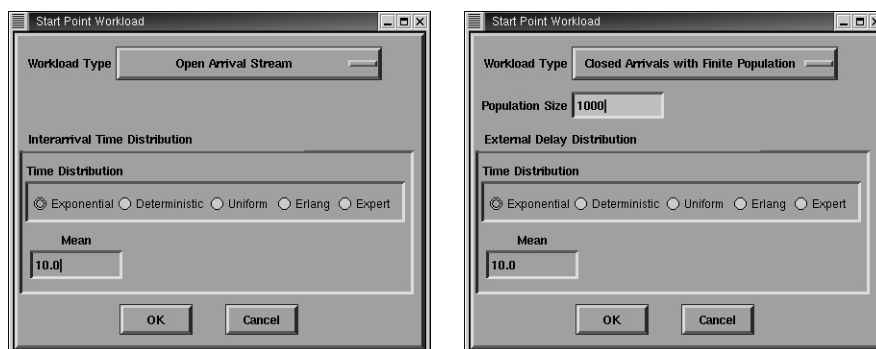 Start Point Workload
Workload Type Open Arrival Stream
Interarrival Time Distribution
Time Distribution
Exponential Deterministic Uniform Erlang Expert
Mean
10.0
OK Cancel
Start Point Workload
Workload Type Closed Arrivals with Finite Population
Population Size 1000
External Delay Distribution
Time Distribution
Exponential Deterministic Uniform Erlang Expert
Mean
10.0
OK Cancel